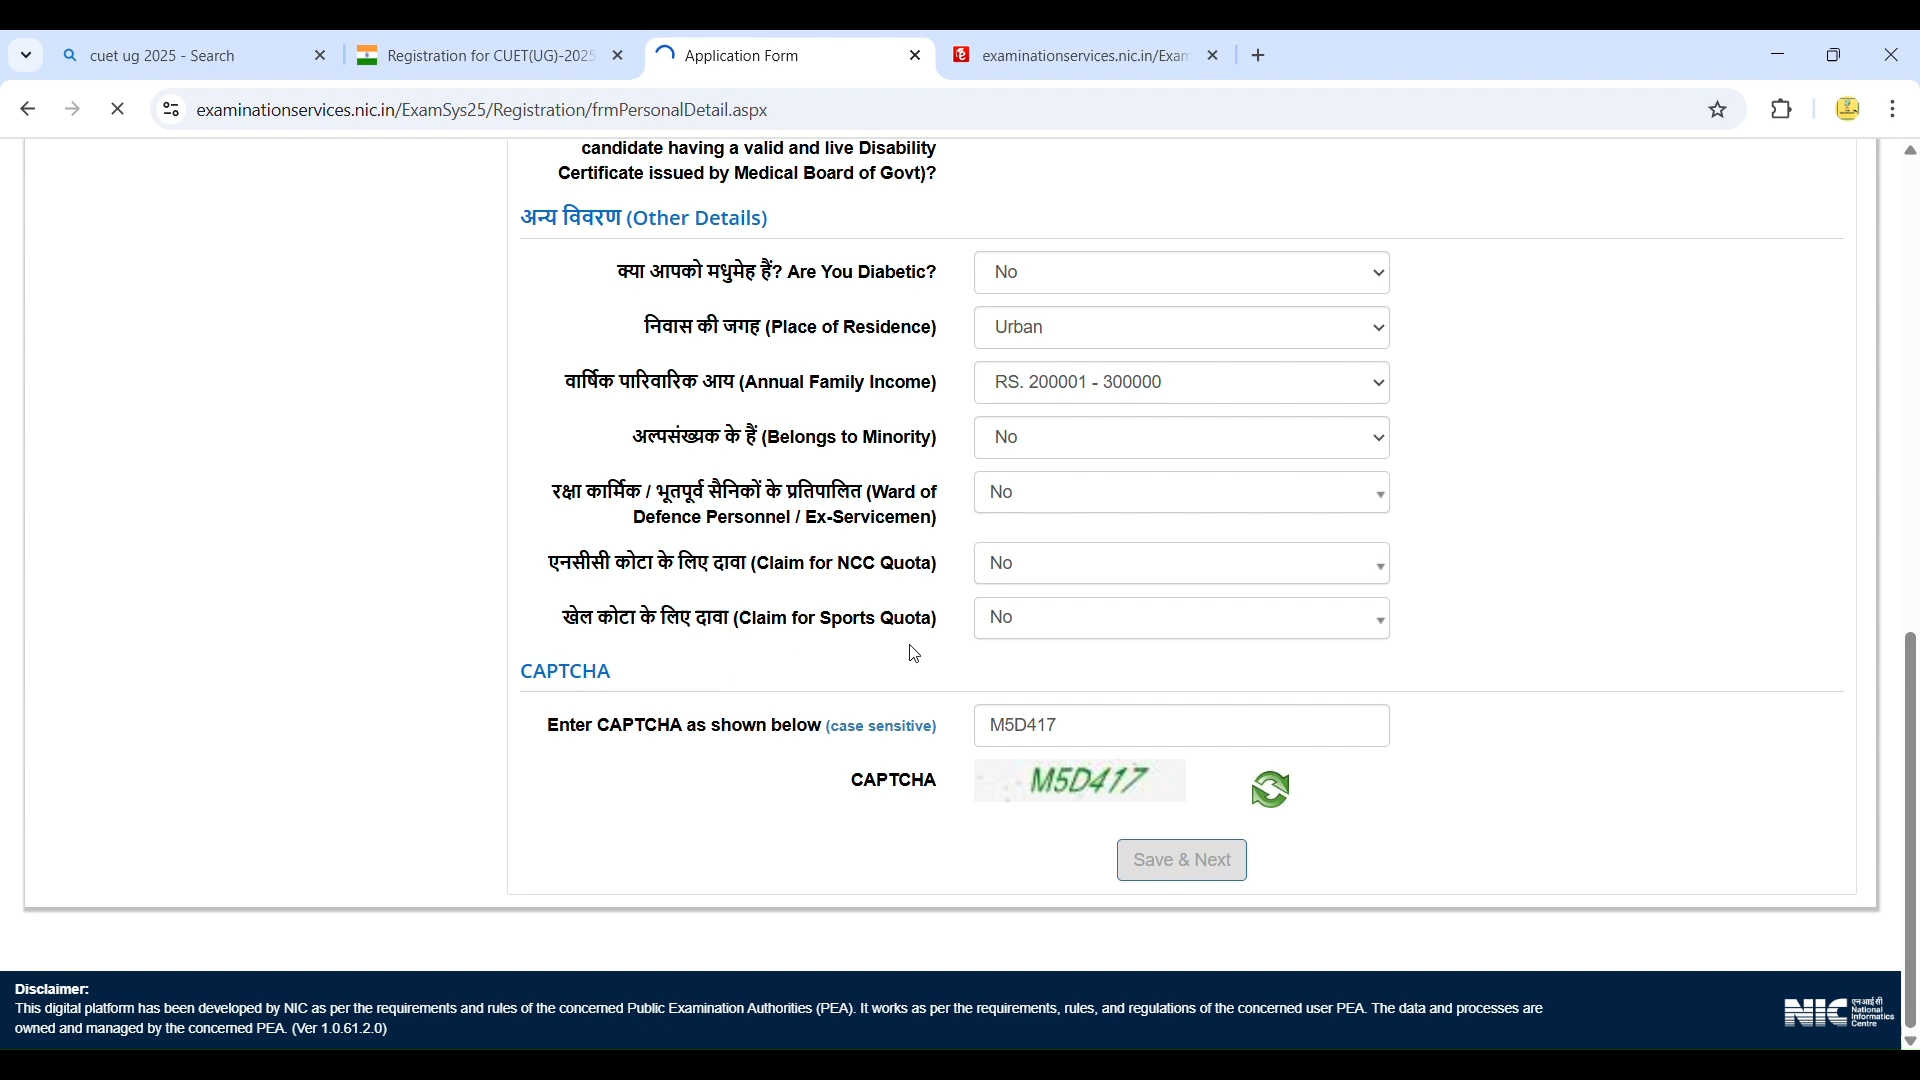 cuet ug 2025 - Search
Registration for CUET(UG)-2025
Application Form
examinationservices.nic.in/Exam
examinationservices.nic.in/ExamSys25/Registration/frmPersonalDetail.aspx
candidate having a valid and live Disability
Certificate issued by Medical Board of Govt)?
अन्य विवरण (Other Details)
क्या आपको मधुमेह हैं? Are You Diabetic? No
निवास की जगह (Place of Residence) Urban
वार्षिक पारिवारिक आय (Annual Family Income) RS. 200001 - 300000
अल्पसंख्यक के हैं (Belongs to Minority) No
रक्षा कार्मिक / भूतपूर्व सैनिकों के प्रतिपालित (Ward of
Defence Personnel / Ex-Servicemen) No
एनसीसी कोटा के लिए दावा (Claim for NCC Quota) No
खेल कोटा के लिए दावा (Claim for Sports Quota) No
CAPTCHA
Enter CAPTCHA as shown below (case sensitive) M5D417
CAPTCHA M5D417
Save & Next
Disclaimer:
This digital platform has been developed by NIC as per the requirements and rules of the concerned Public Examination Authorities (PEA). It works as per the requirements, rules, and regulations of the concerned user PEA. The data and processes are
owned and managed by the concerned PEA. (Ver 1.0.61.2.0)
NIC
एनआईसी
National
Informatics
Centre